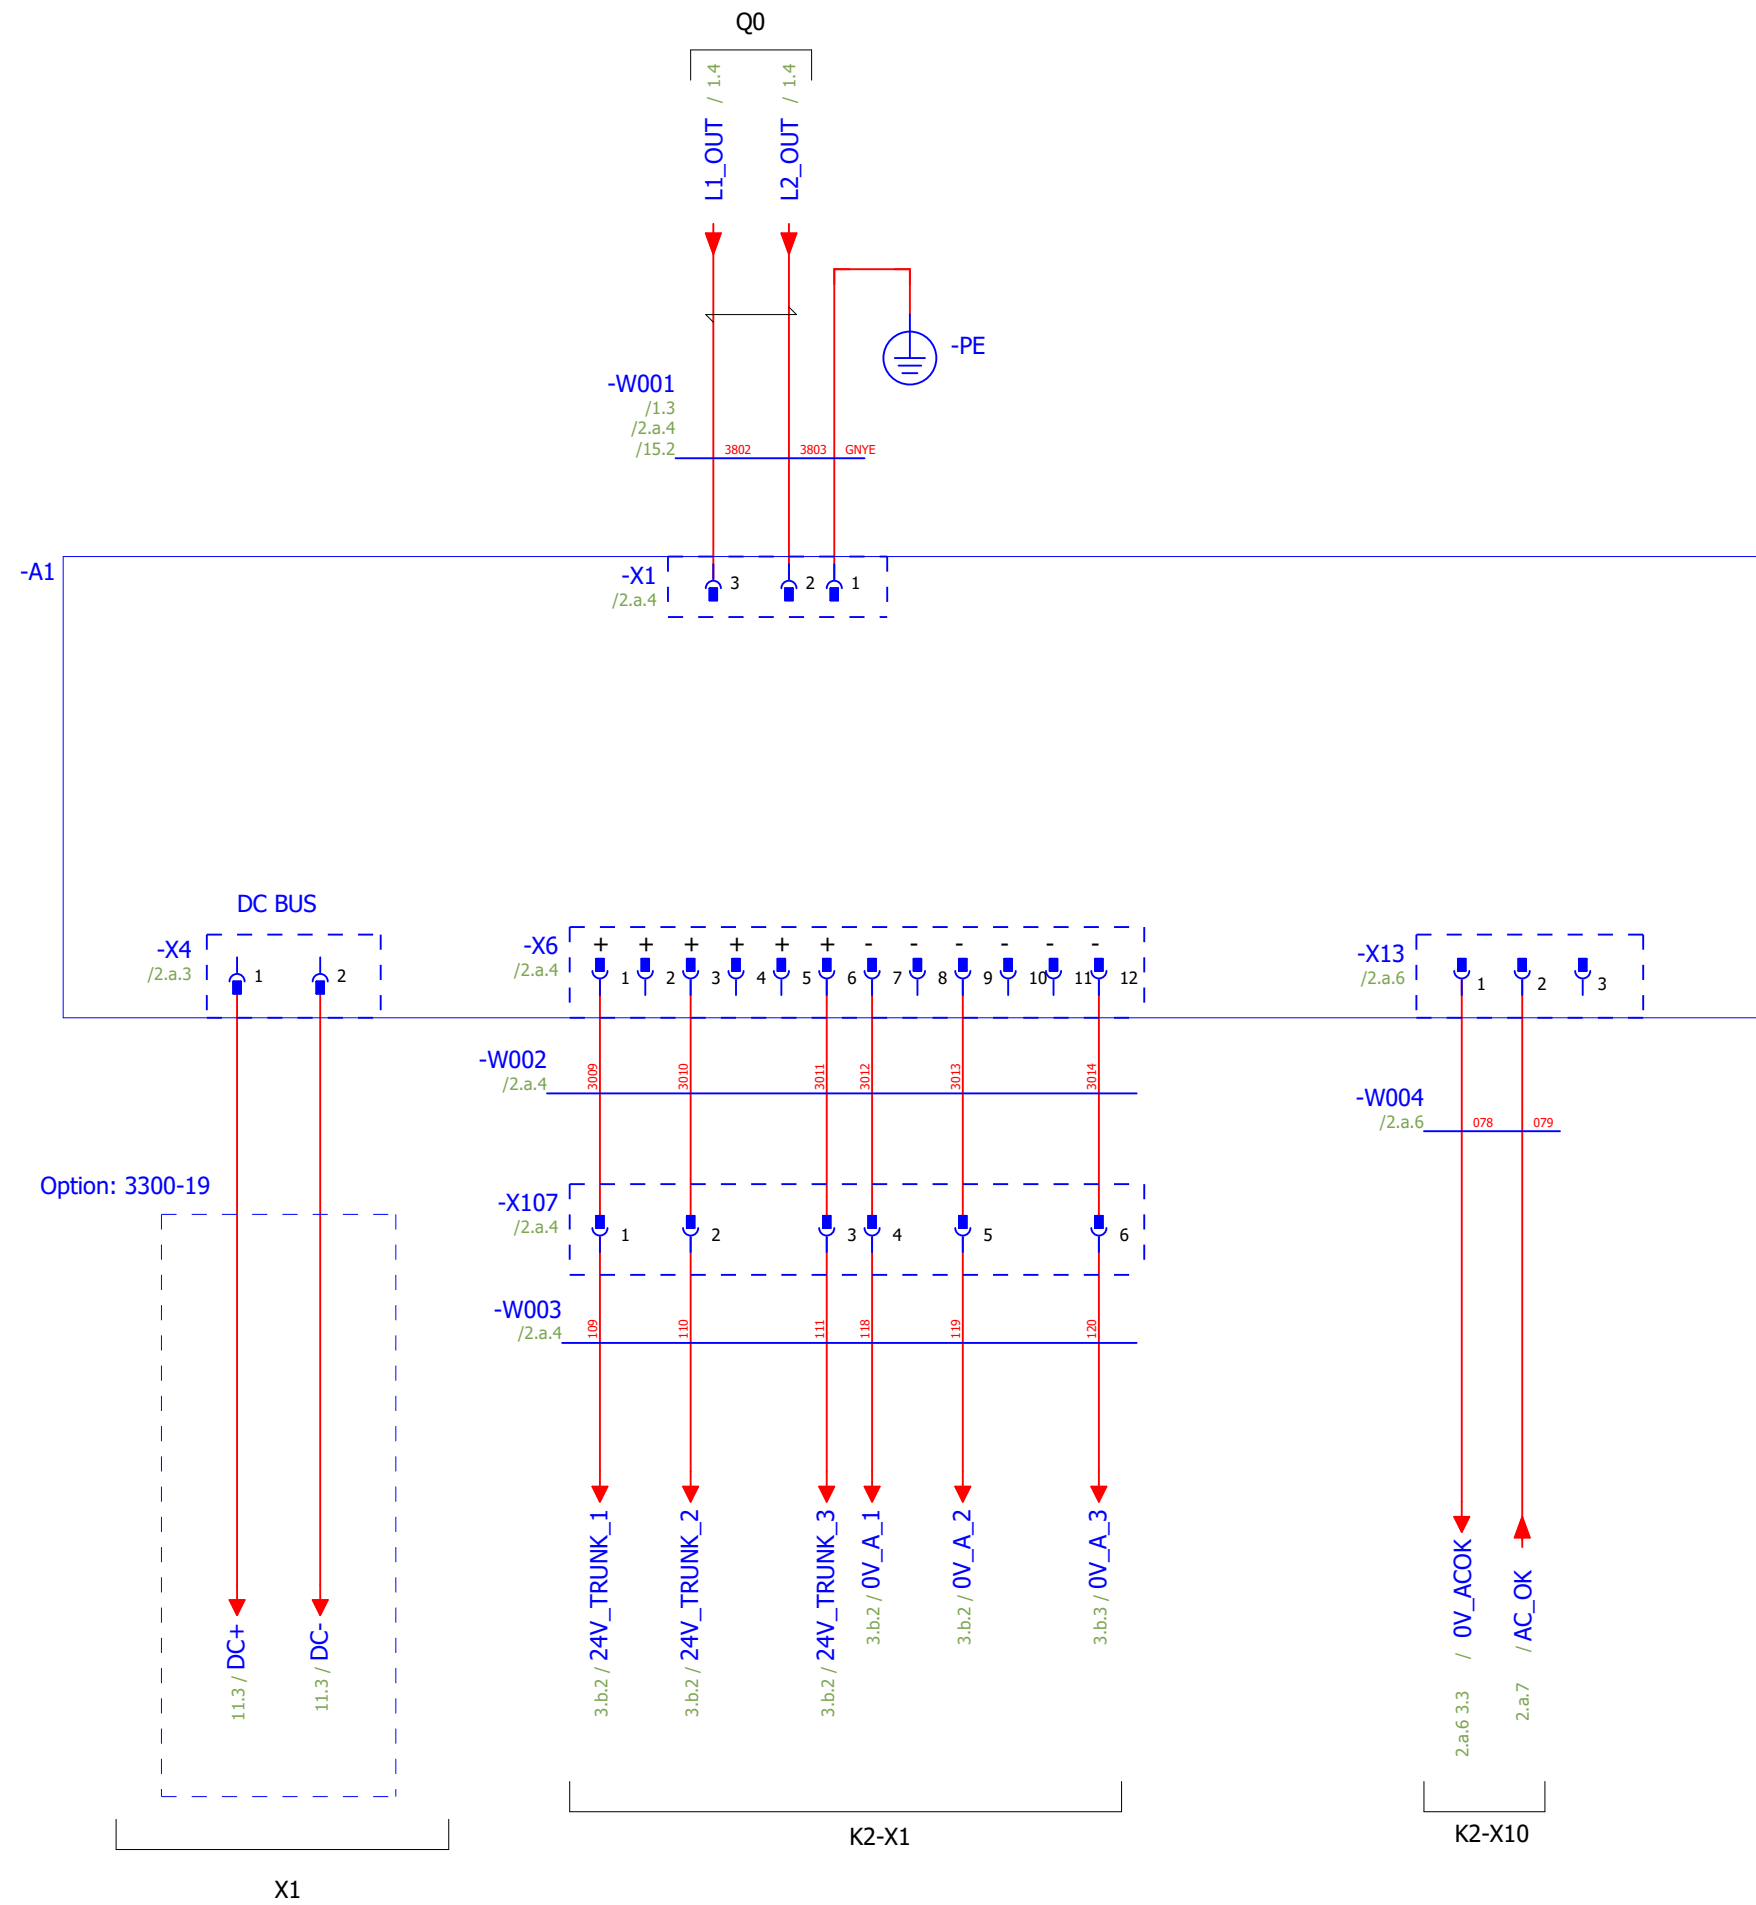 Q0
L1_OUT / 1.4
L2_OUT / 1.4
-PE
-W001
/1.3
/2.a.4
/15.2
3802 3803 GNYE
-A1
-X1
/2.a.4
3 2 1
DC BUS
-X4
/2.a.3
1 2
-X6
/2.a.4
+ + + + + + - - - - - -
1 2 3 4 5 6 7 8 9 10 11 12
-X13
/2.a.6
1 2 3
-W002
/2.a.4
3009 3010 3011 3012 3013 3014
-W004
/2.a.6
078 079
Option: 3300-19
-X107
/2.a.4
1 2 3 4 5 6
-W003
/2.a.4
109 110 111 118 119 120
11.3 / DC+
11.3 / DC-
3.b.2 / 24V_TRUNK_1
3.b.2 / 24V_TRUNK_2
3.b.2 / 24V_TRUNK_3
3.b.2 / 0V_A_1
3.b.2 / 0V_A_2
3.b.3 / 0V_A_3
2.a.6 3.3 / 0V_ACOK
2.a.7 / AC_OK
K2-X1
K2-X10
X1